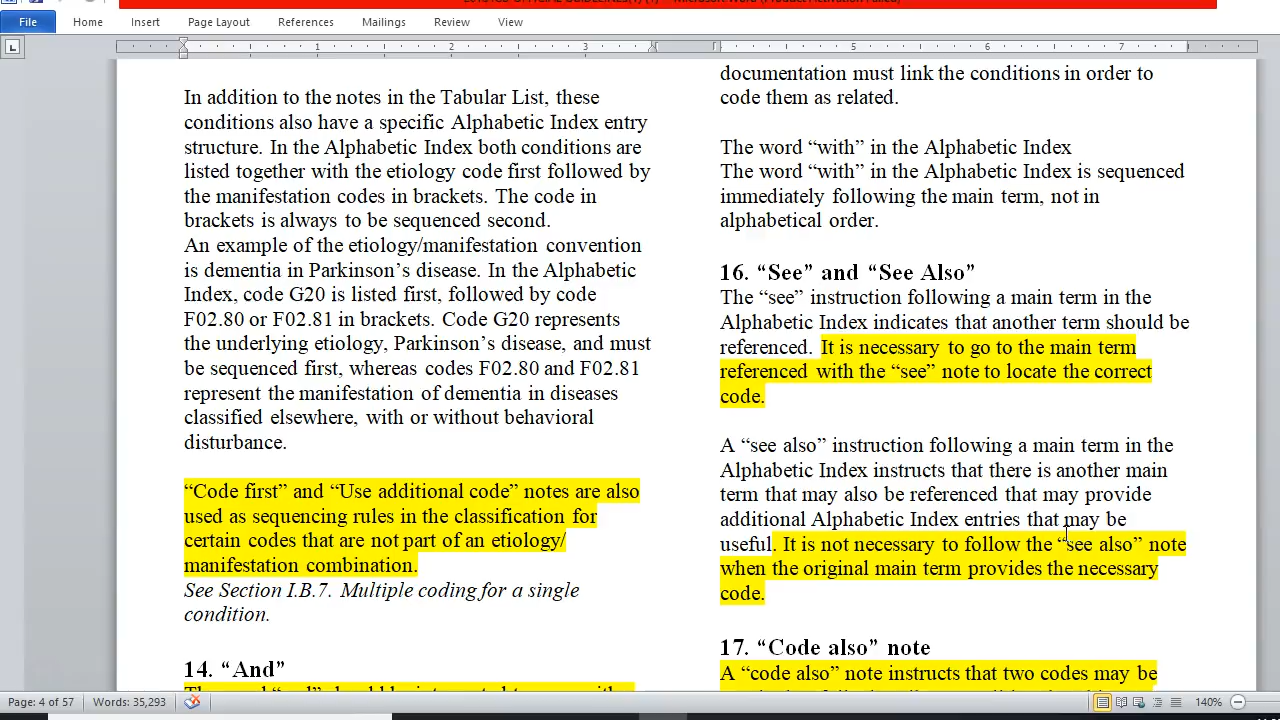 File Home Insert Page Layout References Mailings Review View
1 2 3 5 6 7
In addition to the notes in the Tabular List, these
conditions also have a specific Alphabetic Index entry
structure. In the Alphabetic Index both conditions are
listed together with the etiology code first followed by
the manifestation codes in brackets. The code in
brackets is always to be sequenced second.
An example of the etiology/manifestation convention
is dementia in Parkinson’s disease. In the Alphabetic
Index, code G20 is listed first, followed by code
F02.80 or F02.81 in brackets. Code G20 represents
the underlying etiology, Parkinson’s disease, and must
be sequenced first, whereas codes F02.80 and F02.81
represent the manifestation of dementia in diseases
classified elsewhere, with or without behavioral
disturbance.
“Code first” and “Use additional code” notes are also
used as sequencing rules in the classification for
certain codes that are not part of an etiology/
manifestation combination.
See Section I.B.7. Multiple coding for a single
condition.
14. “And”
documentation must link the conditions in order to
code them as related.
The word “with” in the Alphabetic Index
The word “with” in the Alphabetic Index is sequenced
immediately following the main term, not in
alphabetical order.
16. “See” and “See Also”
The “see” instruction following a main term in the
Alphabetic Index indicates that another term should be
referenced. It is necessary to go to the main term
referenced with the “see” note to locate the correct
code.
A “see also” instruction following a main term in the
Alphabetic Index instructs that there is another main
term that may also be referenced that may provide
additional Alphabetic Index entries that may be
useful. It is not necessary to follow the “see also” note
when the original main term provides the necessary
code.
17. “Code also” note
A “code also” note instructs that two codes may be
Page: 4 of 57 Words: 35,293 140%